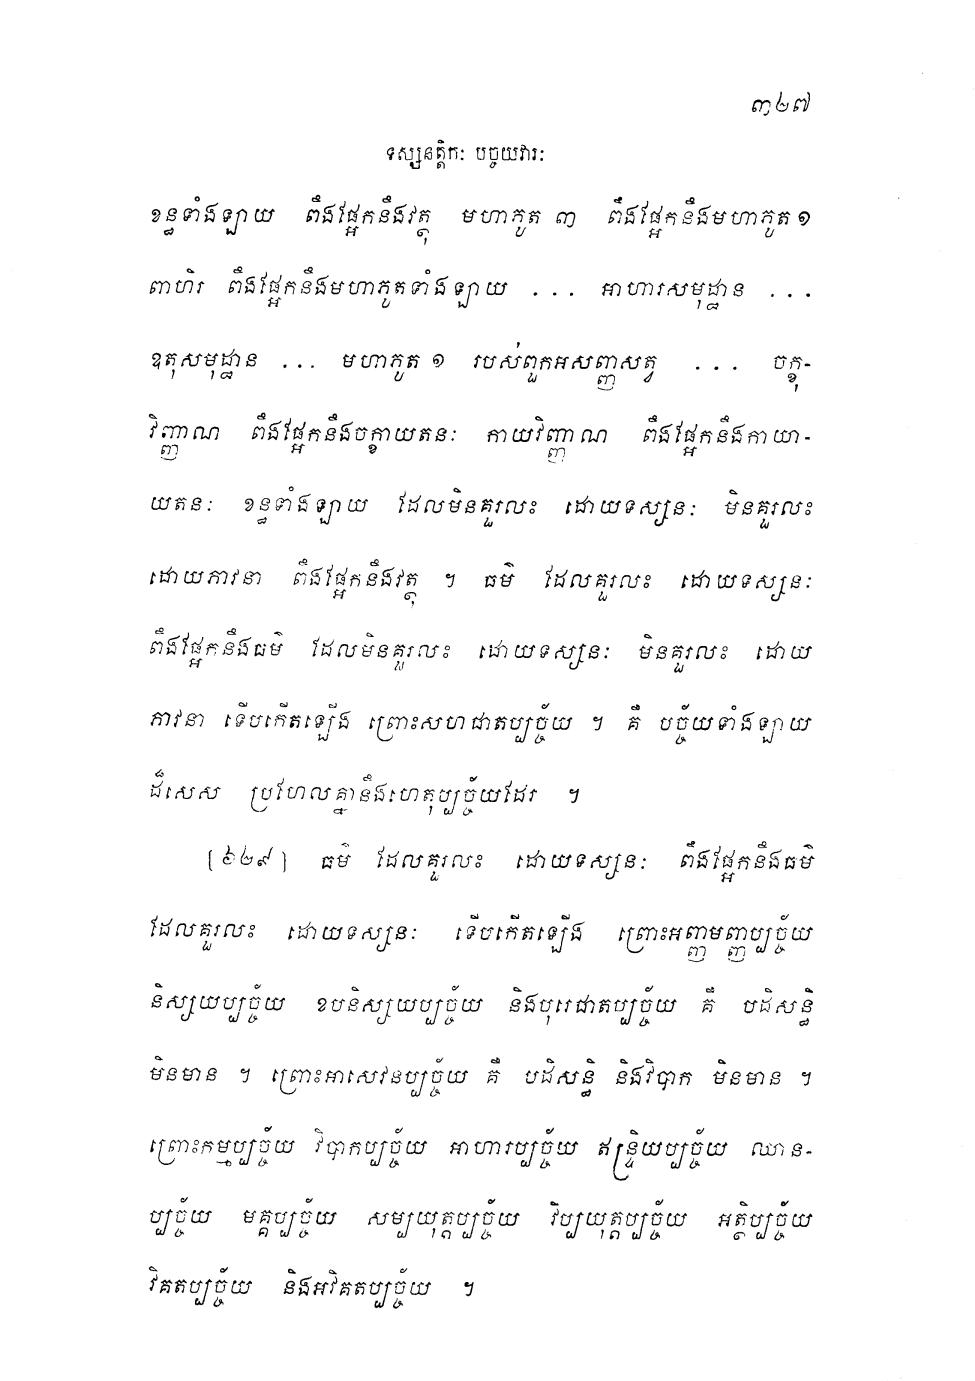 ៣២៧
ទស្សនត្តិកៈ បច្ចយវារៈ
ខន្ធទាំងឡាយ ពឹងផ្អែកនឹងវត្ថុ មហាភូត ៣ ពឹងផ្អែកនឹងមហាភូត ១
ពាហិរ ពឹងផ្អែកនឹងមហាភូតទាំងឡាយ ... អាហារសមុដ្ឋាន ...
ឧតុសមុដ្ឋាន ... មហាភូត ១ របស់ពួកអសញ្ញសត្វ ... ចក្ខុ-
វិញ្ញាណ ពឹងផ្អែកនឹងចក្ខាយតនៈ កាយវិញ្ញាណ ពឹងផ្អែកនឹងកាយា-
យតនៈ ខន្ធទាំងឡាយ ដែលមិនគួរលះ ដោយទស្សនៈ មិនគួរលះ
ដោយភាវនា ពឹងផ្អែកនឹងវត្ថុ ។ ធម៌ ដែលគួរលះ ដោយទស្សនៈ
ពឹងផ្អែកនឹងធម៌ ដែលមិនគួរលះ ដោយទស្សនៈ មិនគួរលះ ដោយ
ភាវនា ទើបកើតឡើង ព្រោះសហជាតប្បច្ច័យ ។ គឺ បច្ច័យទាំងឡាយ
ដ៏សេស ប្រហែលគ្នានឹងហេតុប្បច្ច័យដែរ ។
[៦២៩] ធម៌ ដែលគួរលះ ដោយទស្សនៈ ពឹងផ្អែកនឹងធម៌
ដែលគួរលះ ដោយទស្សនៈ ទើបកើតឡើង ព្រោះអញ្ញមញ្ញប្បច្ច័យ
និស្សយប្បច្ច័យ ឧបនិស្សយប្បច្ច័យ និងបុរេជាតប្បច្ច័យ គឺ បដិសន្ធិ
មិនមាន ។ ព្រោះអាសេវនប្បច្ច័យ គឺ បដិសន្ធិ និងវិបាក មិនមាន ។
ព្រោះកម្មប្បច្ច័យ វិបាកប្បច្ច័យ អាហារប្បច្ច័យ ឥន្ទ្រិយប្បច្ច័យ ឈាន-
ប្បច្ច័យ មគ្គប្បច្ច័យ សម្បយុត្តប្បច្ច័យ វិប្បយុត្តប្បច្ច័យ អត្ថិប្បច្ច័យ
វិគតប្បច្ច័យ និងអវិគតប្បច្ច័យ ។